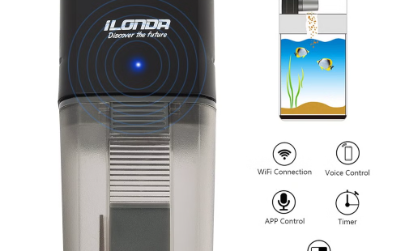 ILONDA
Discover the future
WiFi Connection
Voice Control
APP Control
Timer